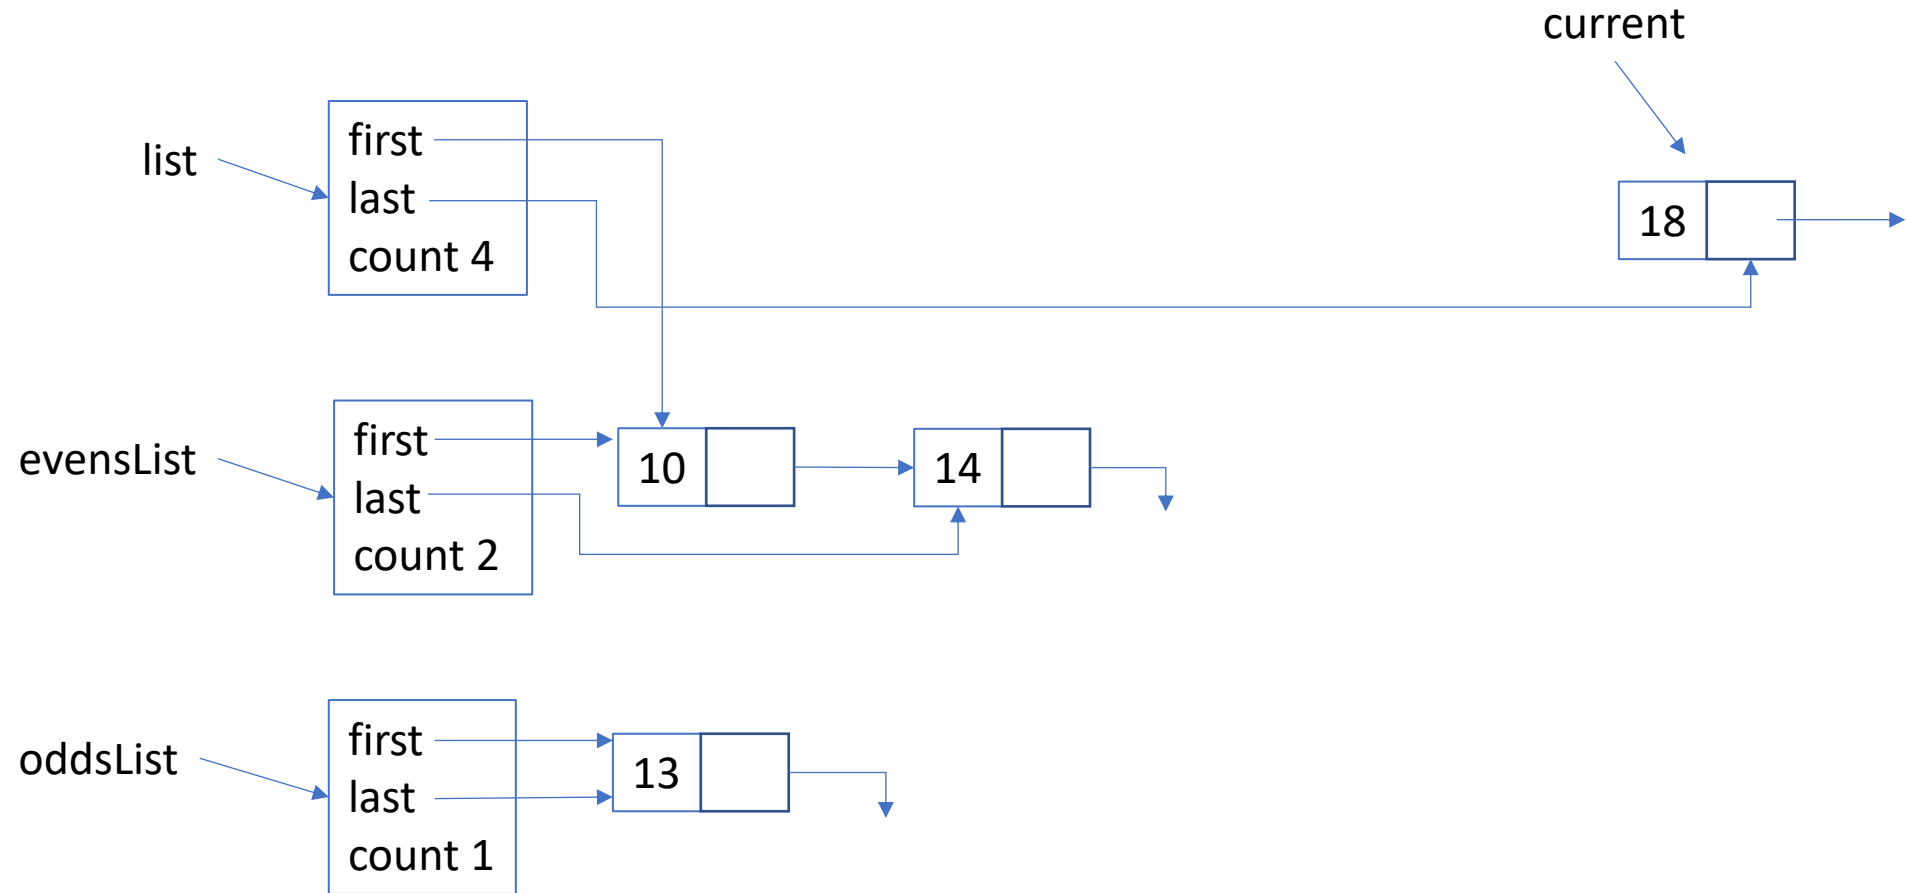 current
list
first
last
count 4
18
evensList
first
last
count 2
10
14
oddsList
first
last
count 1
13